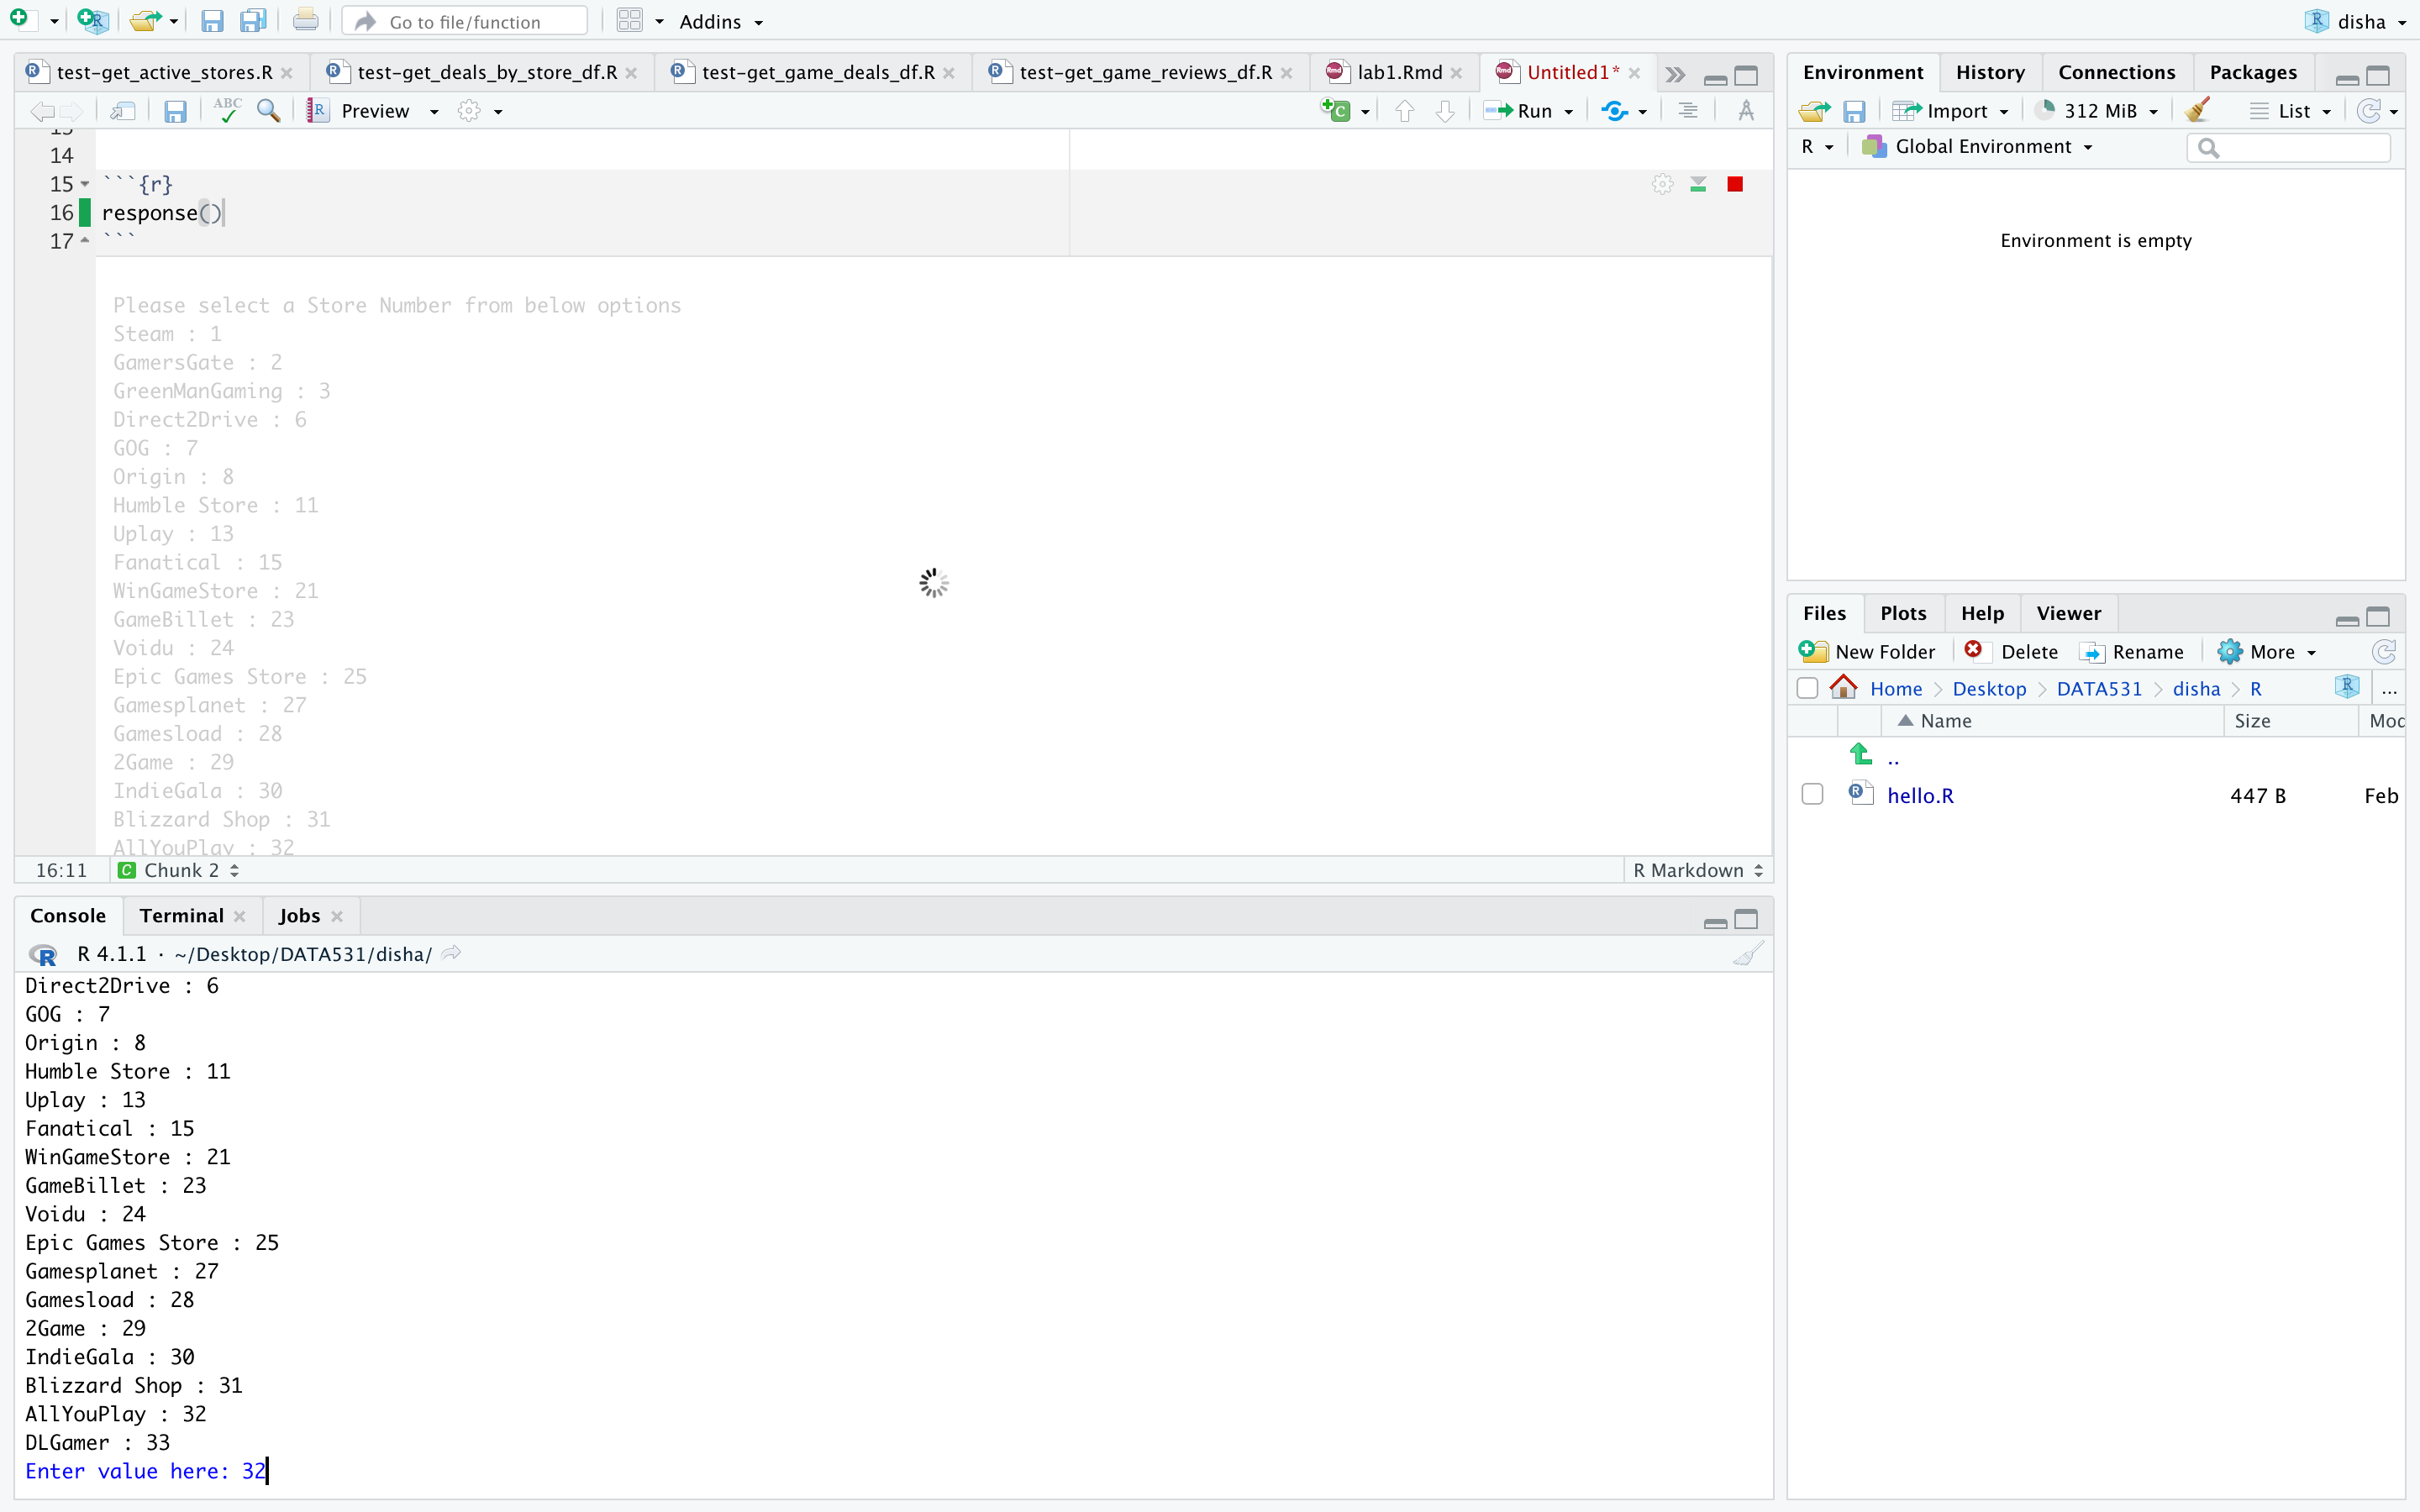 Go to file/function
Addins
disha
test-get_active_stores.R
test-get_deals_by_store_df.R
test-get_game_deals_df.R
test-get_game_reviews_df.R
lab1.Rmd
Untitled1*
ABC
Preview
Run
14
15 ```{r}
16 response()
17 ```
Please select a Store Number from below options
Steam : 1
GamersGate : 2
GreenManGaming : 3
Direct2Drive : 6
GOG : 7
Origin : 8
Humble Store : 11
Uplay : 13
Fanatical : 15
WinGameStore : 21
GameBillet : 23
Voidu : 24
Epic Games Store : 25
Gamesplanet : 27
Gamesload : 28
2Game : 29
IndieGala : 30
Blizzard Shop : 31
AllYouPlay : 32
16:11
C Chunk 2
R Markdown
Console
Terminal
Jobs
R 4.1.1 · ~/Desktop/DATA531/disha/
Direct2Drive : 6
GOG : 7
Origin : 8
Humble Store : 11
Uplay : 13
Fanatical : 15
WinGameStore : 21
GameBillet : 23
Voidu : 24
Epic Games Store : 25
Gamesplanet : 27
Gamesload : 28
2Game : 29
IndieGala : 30
Blizzard Shop : 31
AllYouPlay : 32
DLGamer : 33
Enter value here: 32
Environment
History
Connections
Packages
Import
312 MiB
List
R
Global Environment
Environment is empty
Files
Plots
Help
Viewer
New Folder
Delete
Rename
More
Home
Desktop
DATA531
disha
R
...
Name
Size
..
hello.R
447 B
Feb